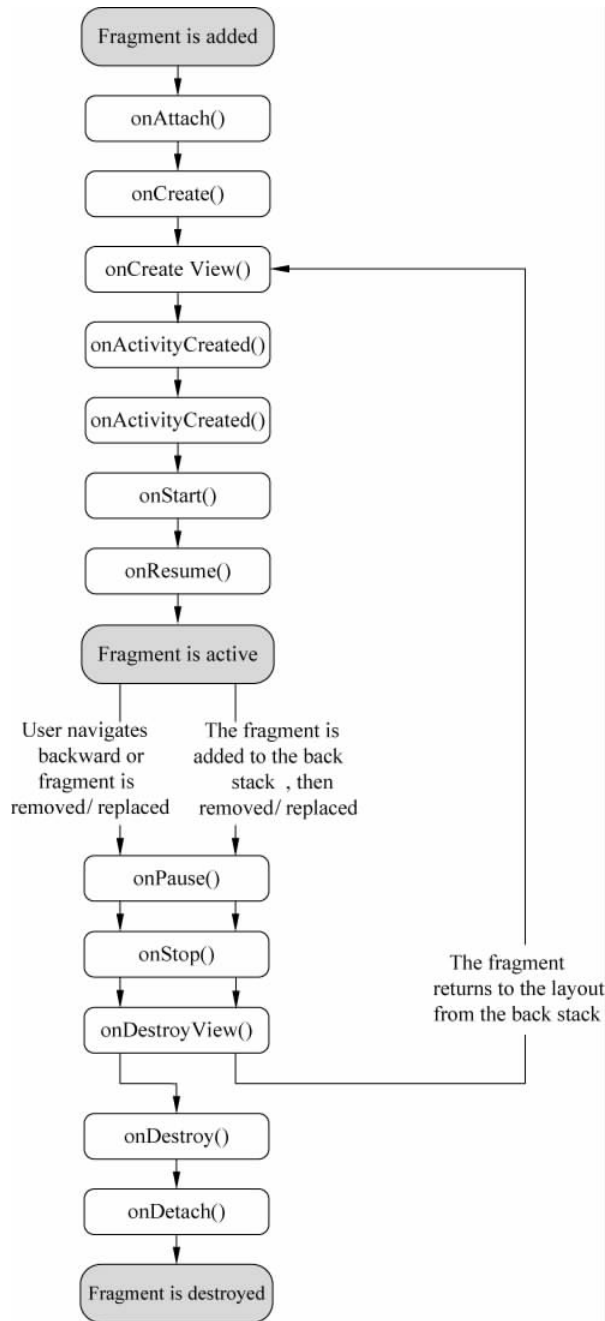 Fragment is added
onAttach()
onCreate()
onCreate View()
onActivityCreated()
onActivityCreated()
onStart()
onResume()
Fragment is active
User navigates
backward or
fragment is
removed/ replaced
The fragment is
added to the back
stack , then
removed/ replaced
onPause()
onStop()
onDestroyView()
The fragment
returns to the layout
from the back stack
onDestroy()
onDetach()
Fragment is destroyed